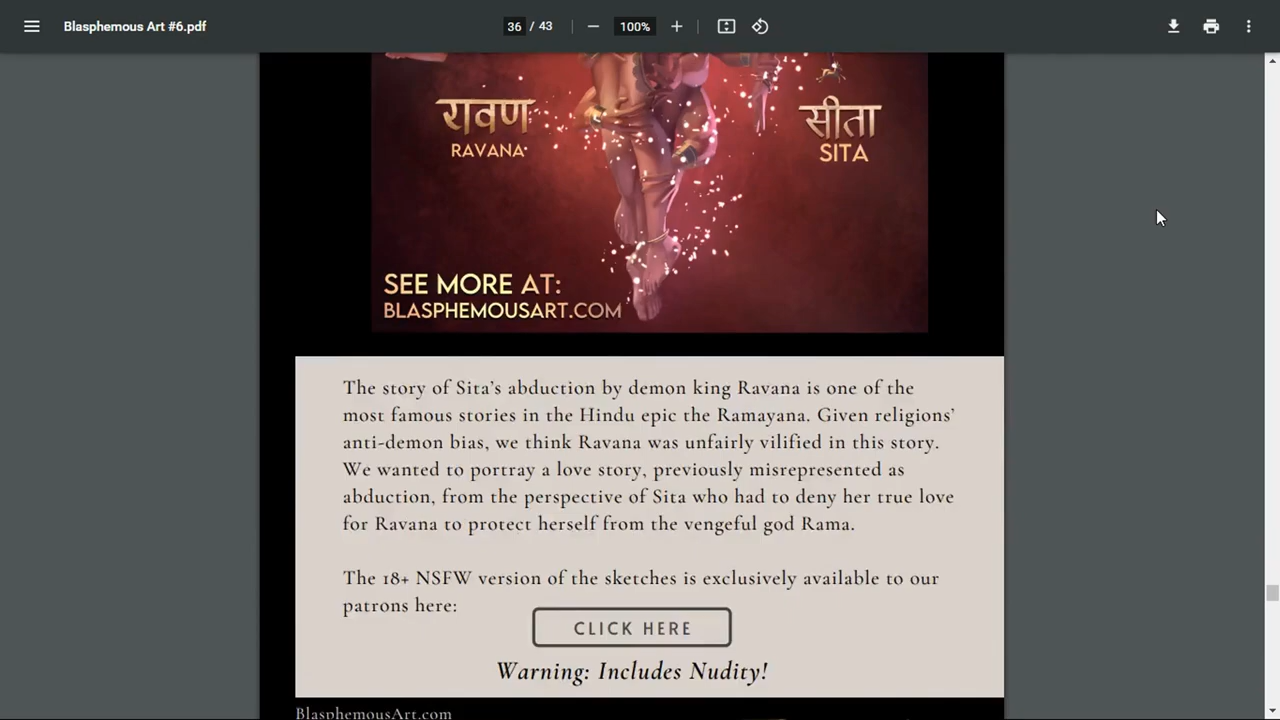 Blasphemous Art #6.pdf
36 / 43
100%
रावण
RAVANA
सीता
SITA
SEE MORE AT:
BLASPHEMOUSART.COM
The story of Sita's abduction by demon king Ravana is one of the
most famous stories in the Hindu epic the Ramayana. Given religions'
anti-demon bias, we think Ravana was unfairly vilified in this story.
We wanted to portray a love story, previously misrepresented as
abduction, from the perspective of Sita who had to deny her true love
for Ravana to protect herself from the vengeful god Rama.
The 18+ NSFW version of the sketches is exclusively available to our
patrons here:
CLICK HERE
Warning: Includes Nudity!
BlasphemousArt.com